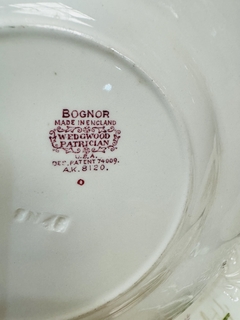 BOGNOR
MADE IN ENGLAND
WEDGWOOD
PATRICIAN
U.S.A.
DES. PATENT 74009.
A.K. 8120.